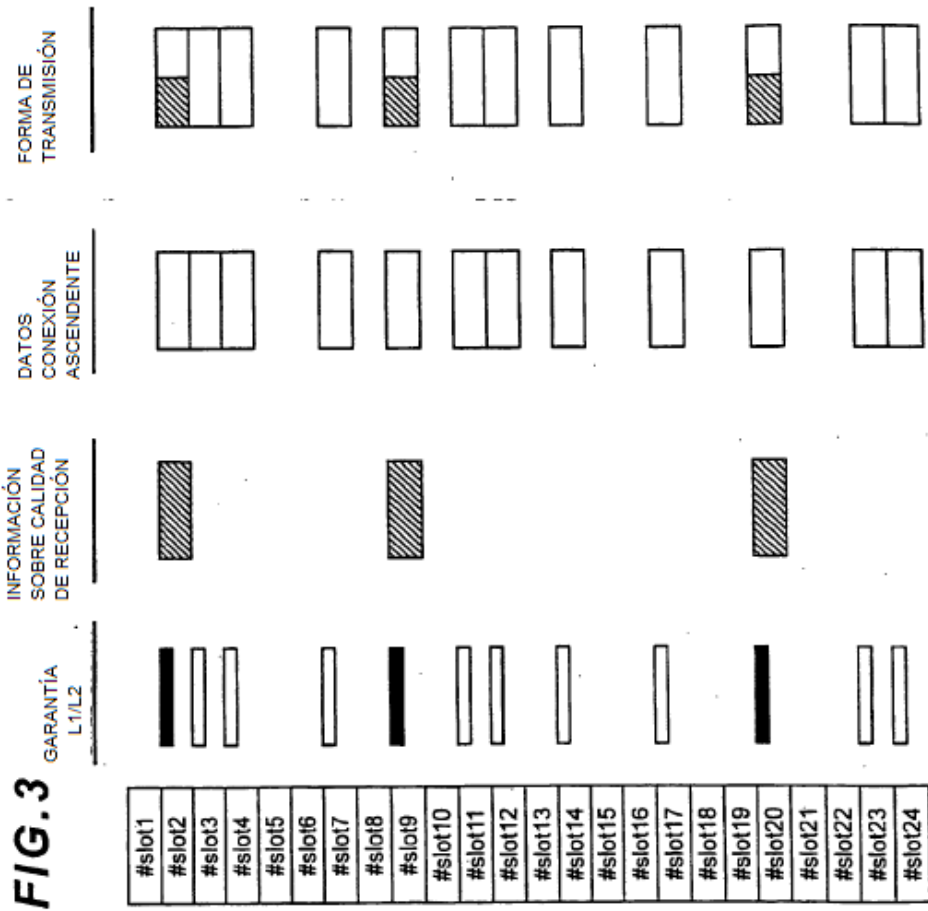 FIG.3
GARANTÍA
L1/L2
INFORMACIÓN
SOBRE CALIDAD
DE RECEPCIÓN
DATOS
CONEXIÓN
ASCENDENTE
FORMA DE
TRANSMISIÓN
#slot1
#slot2
#slot3
#slot4
#slot5
#slot6
#slot7
#slot8
#slot9
#slot10
#slot11
#slot12
#slot13
#slot14
#slot15
#slot16
#slot17
#slot18
#slot19
#slot20
#slot21
#slot22
#slot23
#slot24